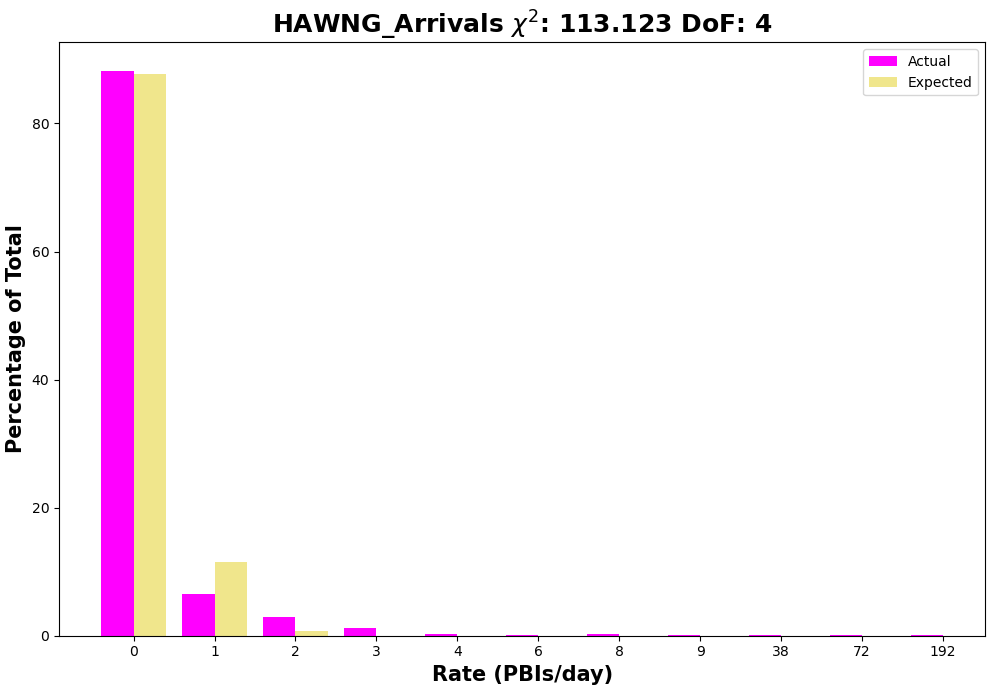 HAWNG_Arrivals χ²: 113.123 DoF: 4
Actual
Expected
Percentage of Total
80
60
40
20
0
0 1 2 3 4 6 8 9 38 72 192
Rate (PBIs/day)